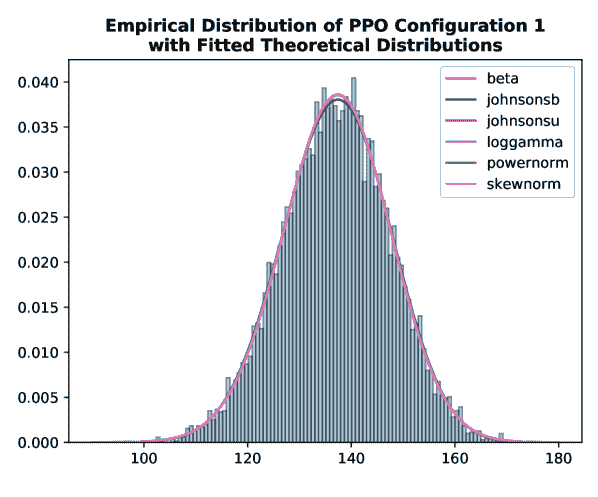 Empirical Distribution of PPO Configuration 1
with Fitted Theoretical Distributions
0.040
0.035
0.030
0.025
0.020
0.015
0.010
0.005
0.000
beta
johnsonsb
johnsonsu
loggamma
powernorm
skewnorm
100
120
140
160
180